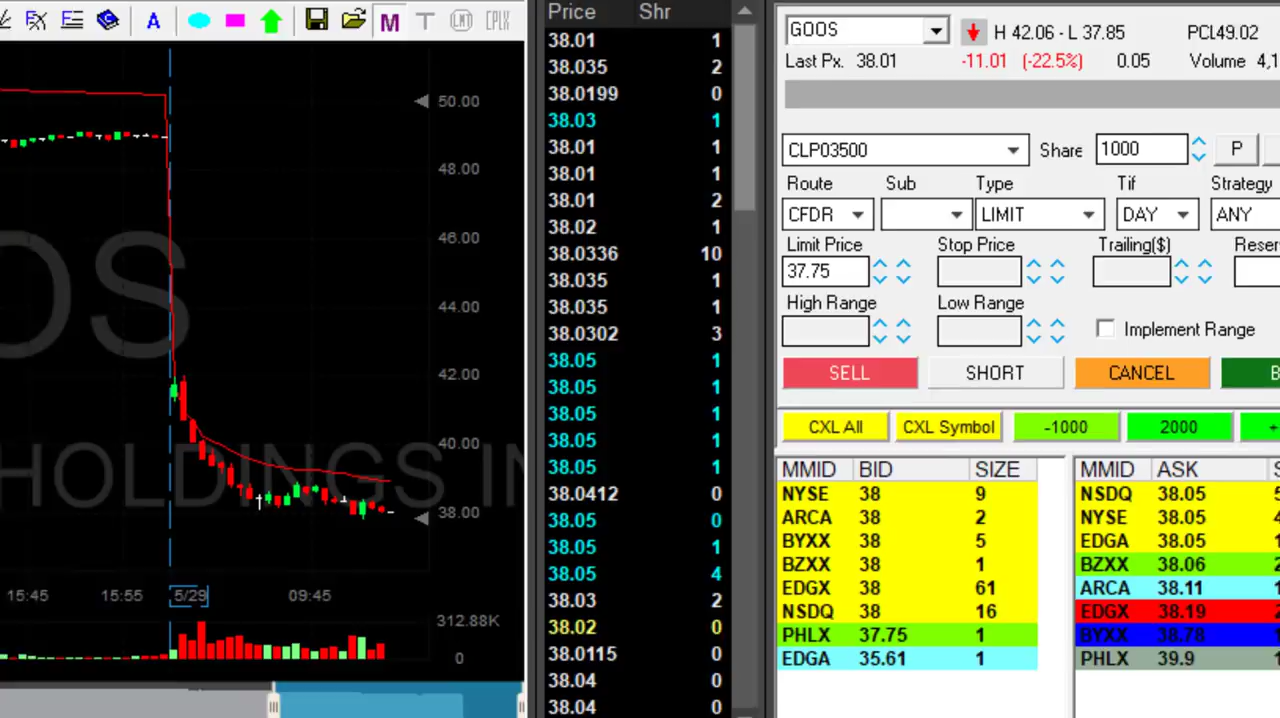 A M T LMT CPLX
50.00
48.00
46.00
44.00
42.00
40.00
38.00
OS
HOLDINGS IN
15:45 15:55 5/29 09:45
312.88K
0
Price Shr
38.01 1
38.035 2
38.0199 0
38.03 1
38.01 1
38.01 1
38.01 2
38.02 1
38.0336 10
38.035 1
38.035 1
38.0302 3
38.05 1
38.05 1
38.05 1
38.05 1
38.05 1
38.0412 0
38.05 0
38.05 1
38.05 4
38.03 2
38.02 0
38.0115 0
38.04 0
38.04 0
GOOS H 42.06 - L 37.85 PCL49.02
Last Px. 38.01 -11.01 (-22.5%) 0.05 Volume 4,1
CLP03500 Share 1000 P
Route Sub Type Tif Strategy
CFDR LIMIT DAY ANY
Limit Price Stop Price Trailing($) Reser
37.75
High Range Low Range
Implement Range
SELL SHORT CANCEL B
CXL All CXL Symbol -1000 2000 +
MMID BID SIZE MMID ASK S
NYSE 38 9 NSDQ 38.05
ARCA 38 2 NYSE 38.05
BYXX 38 5 EDGA 38.05
BZXX 38 1 BZXX 38.06
EDGX 38 61 ARCA 38.11
NSDQ 38 16 EDGX 38.19
PHLX 37.75 1 BYXX 38.78
EDGA 35.61 1 PHLX 39.9